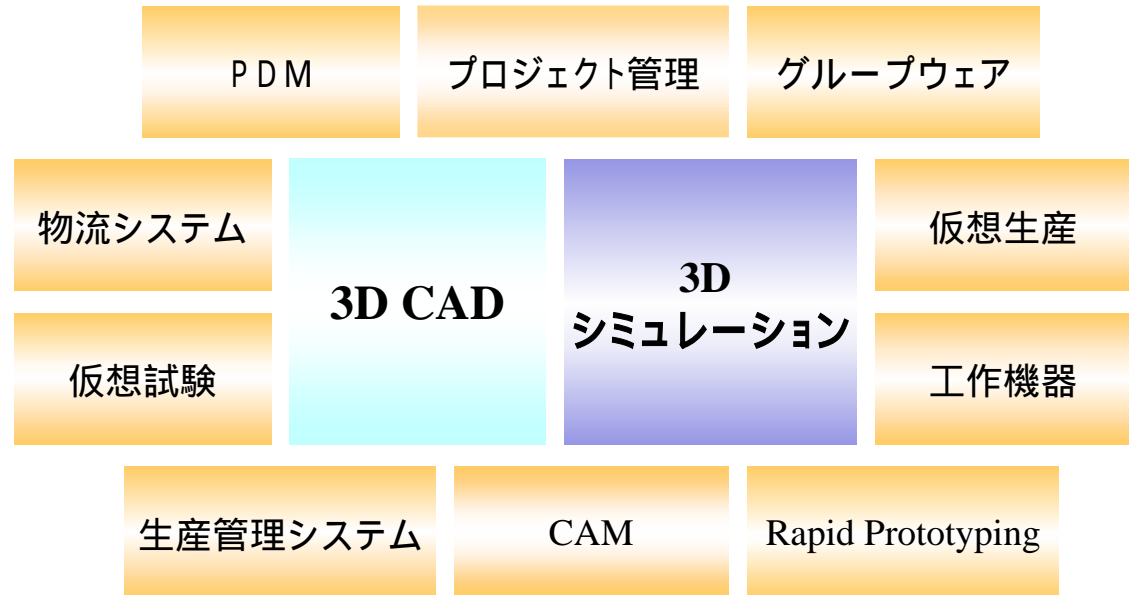 PDM
プロジェクト管理
グループウェア
物流システム
3D CAD
3D
シミュレーション
仮想生産
仮想試験
工作機器
生産管理システム
CAM
Rapid Prototyping